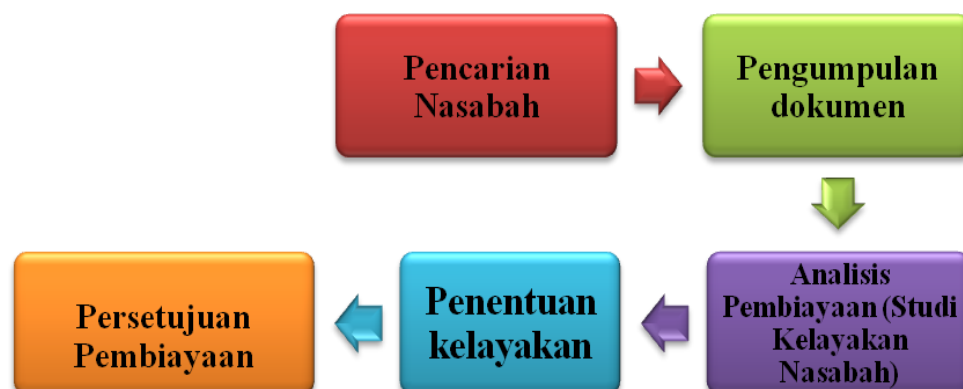 Pencarian
Nasabah
Pengumpulan
dokumen
Analisis
Pembiayaan (Studi
Kelayakan
Nasabah)
Penentuan
kelayakan
Persetujuan
Pembiayaan